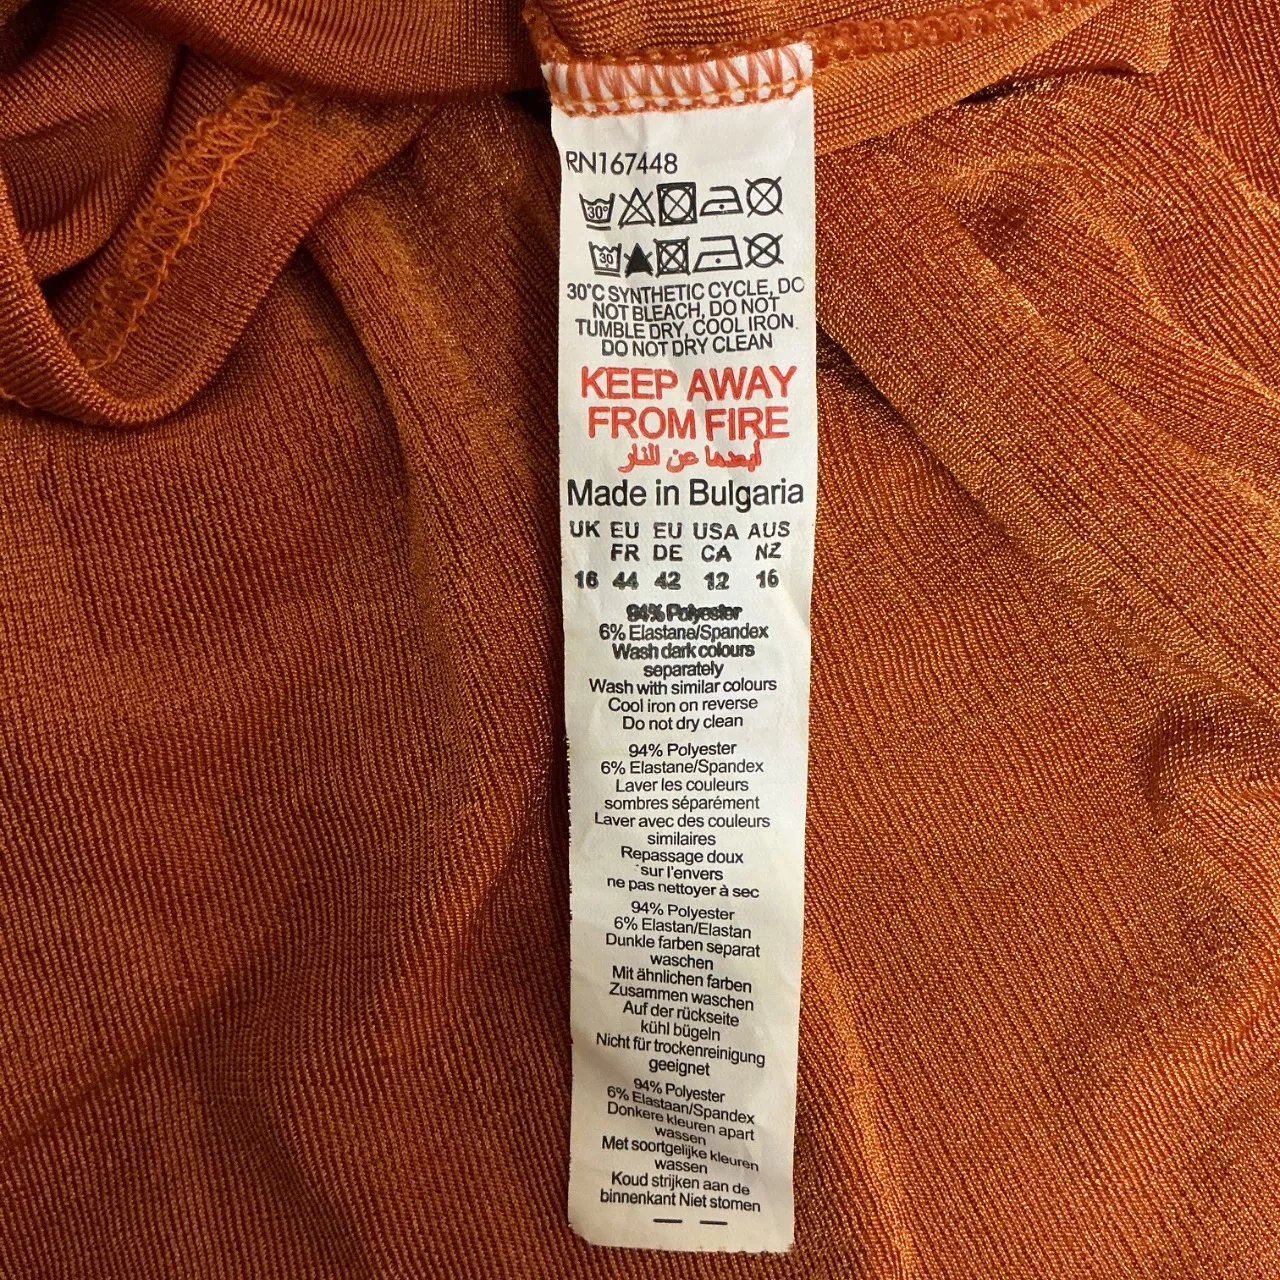 RN167448
30°
30
30°C SYNTHETIC CYCLE, DO
NOT BLEACH, DO NOT
TUMBLE DRY, COOL IRON.
DO NOT DRY CLEAN
KEEP AWAY
FROM FIRE
أبعدها عن النار
Made in Bulgaria
UK EU EU USA AUS
FR DE CA NZ
16 44 42 12 16
94% Polyester
6% Elastane/Spandex
Wash dark colours
separately
Wash with similar colours
Cool iron on reverse
Do not dry clean
94% Polyester
6% Elastane/Spandex
Laver les couleurs
sombres séparément
Laver avec des couleurs
similaires
Repassage doux
sur l'envers
ne pas nettoyer à sec
94% Polyester
6% Elastan/Elastan
Dunkle farben separat
waschen
Mit ähnlichen farben
Zusammen waschen
Auf der rückseite
kühl bügeln
Nicht für trockenreinigung
geeignet
94% Polyester
6% Elastaan/Spandex
Donkere kleuren apart
wassen
Met soortgelijke kleuren
wassen
Koud strijken aan de
binnenkant Niet stomen